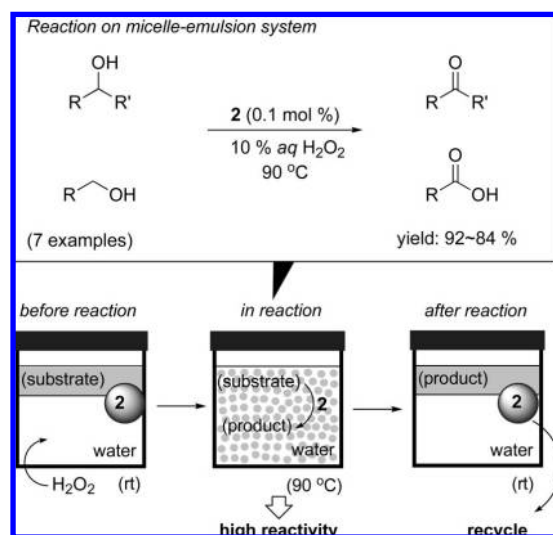 Reaction on micelle-emulsion system
OH
R R'
2 (0.1 mol %)
10 % aq H₂O₂
90 °C
O
R R'
R OH
O
R OH
(7 examples)
yield: 92~84 %
before reaction
in reaction
after reaction
(substrate)
2
water
H₂O₂
(rt)
(substrate)
2
(product)
water
(90 °C)
(product)
2
water
(rt)
high reactivity
recycle